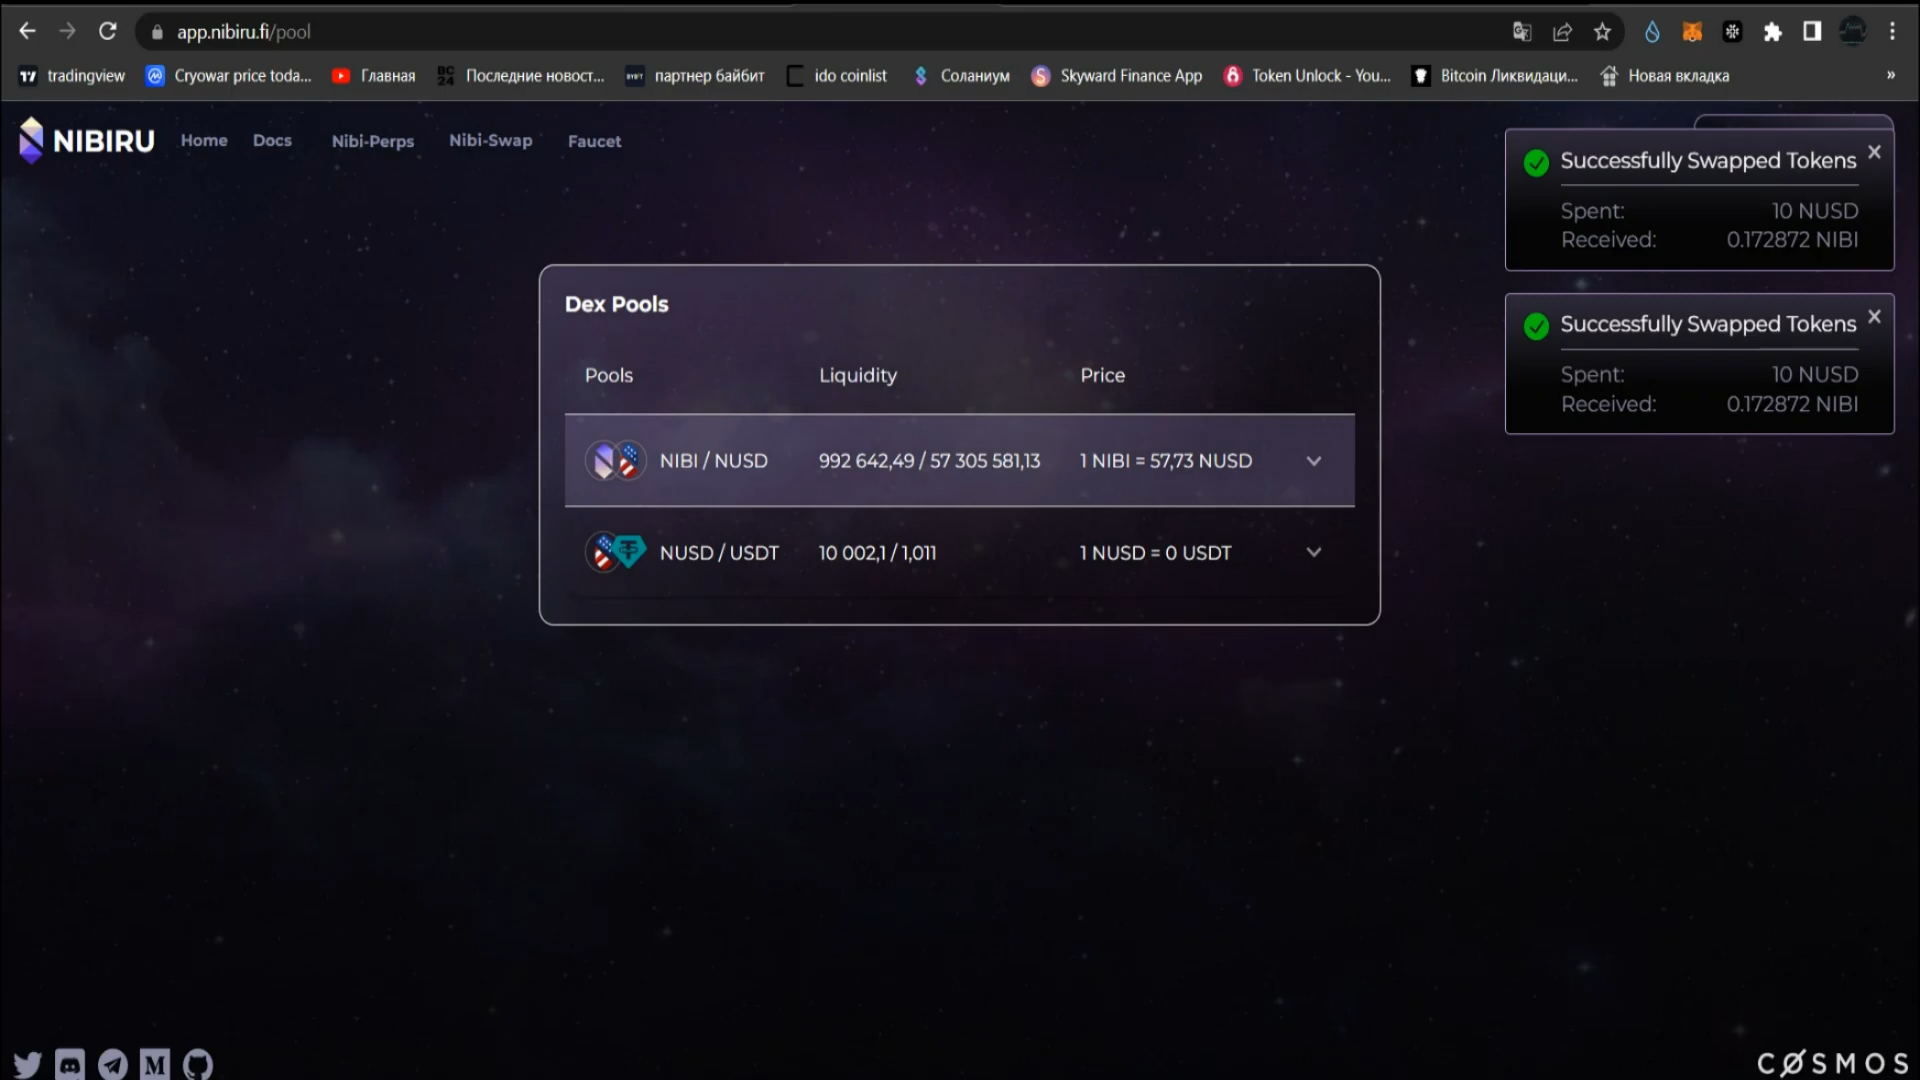 app.nibiru.fi/pool
tradingview
Cryowar price toda...
Главная
BC 24
Последние новост...
BYBIT
партнер байбит
ido coinlist
Соланиум
Skyward Finance App
Token Unlock - You...
Bitcoin Ликвидаци...
Новая вкладка
»
NIBIRU
Home
Docs
Nibi-Perps
Nibi-Swap
Faucet
Successfully Swapped Tokens
Spent: 10 NUSD
Received: 0.172872 NIBI
Successfully Swapped Tokens
Spent: 10 NUSD
Received: 0.172872 NIBI
Dex Pools
Pools Liquidity Price
NIBI / NUSD 992 642,49 / 57 305 581,13 1 NIBI = 57,73 NUSD
NUSD / USDT 10 002,1 / 1,011 1 NUSD = 0 USDT
M
CØSMOS